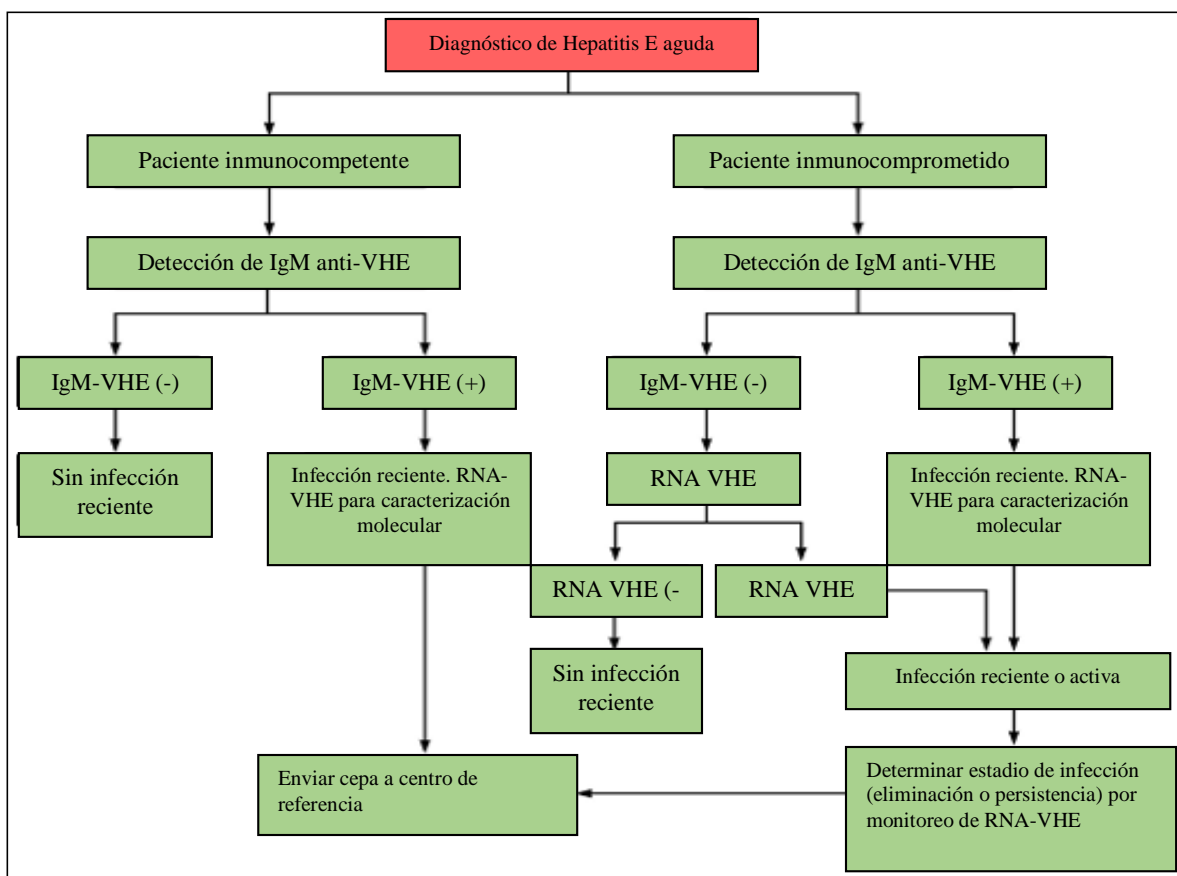 Diagnóstico de Hepatitis E aguda
Paciente inmunocompetente
Paciente inmunocomprometido
Detección de IgM anti-VHE
Detección de IgM anti-VHE
IgM-VHE (-)
IgM-VHE (+)
IgM-VHE (-)
IgM-VHE (+)
Sin infección
reciente
Infección reciente. RNA-
VHE para caracterización
molecular
RNA VHE
Infección reciente. RNA-
VHE para caracterización
molecular
RNA VHE (-
RNA VHE
Sin infección
reciente
Infección reciente o activa
Enviar cepa a centro de
referencia
Determinar estadio de infección
(eliminación o persistencia) por
monitoreo de RNA-VHE